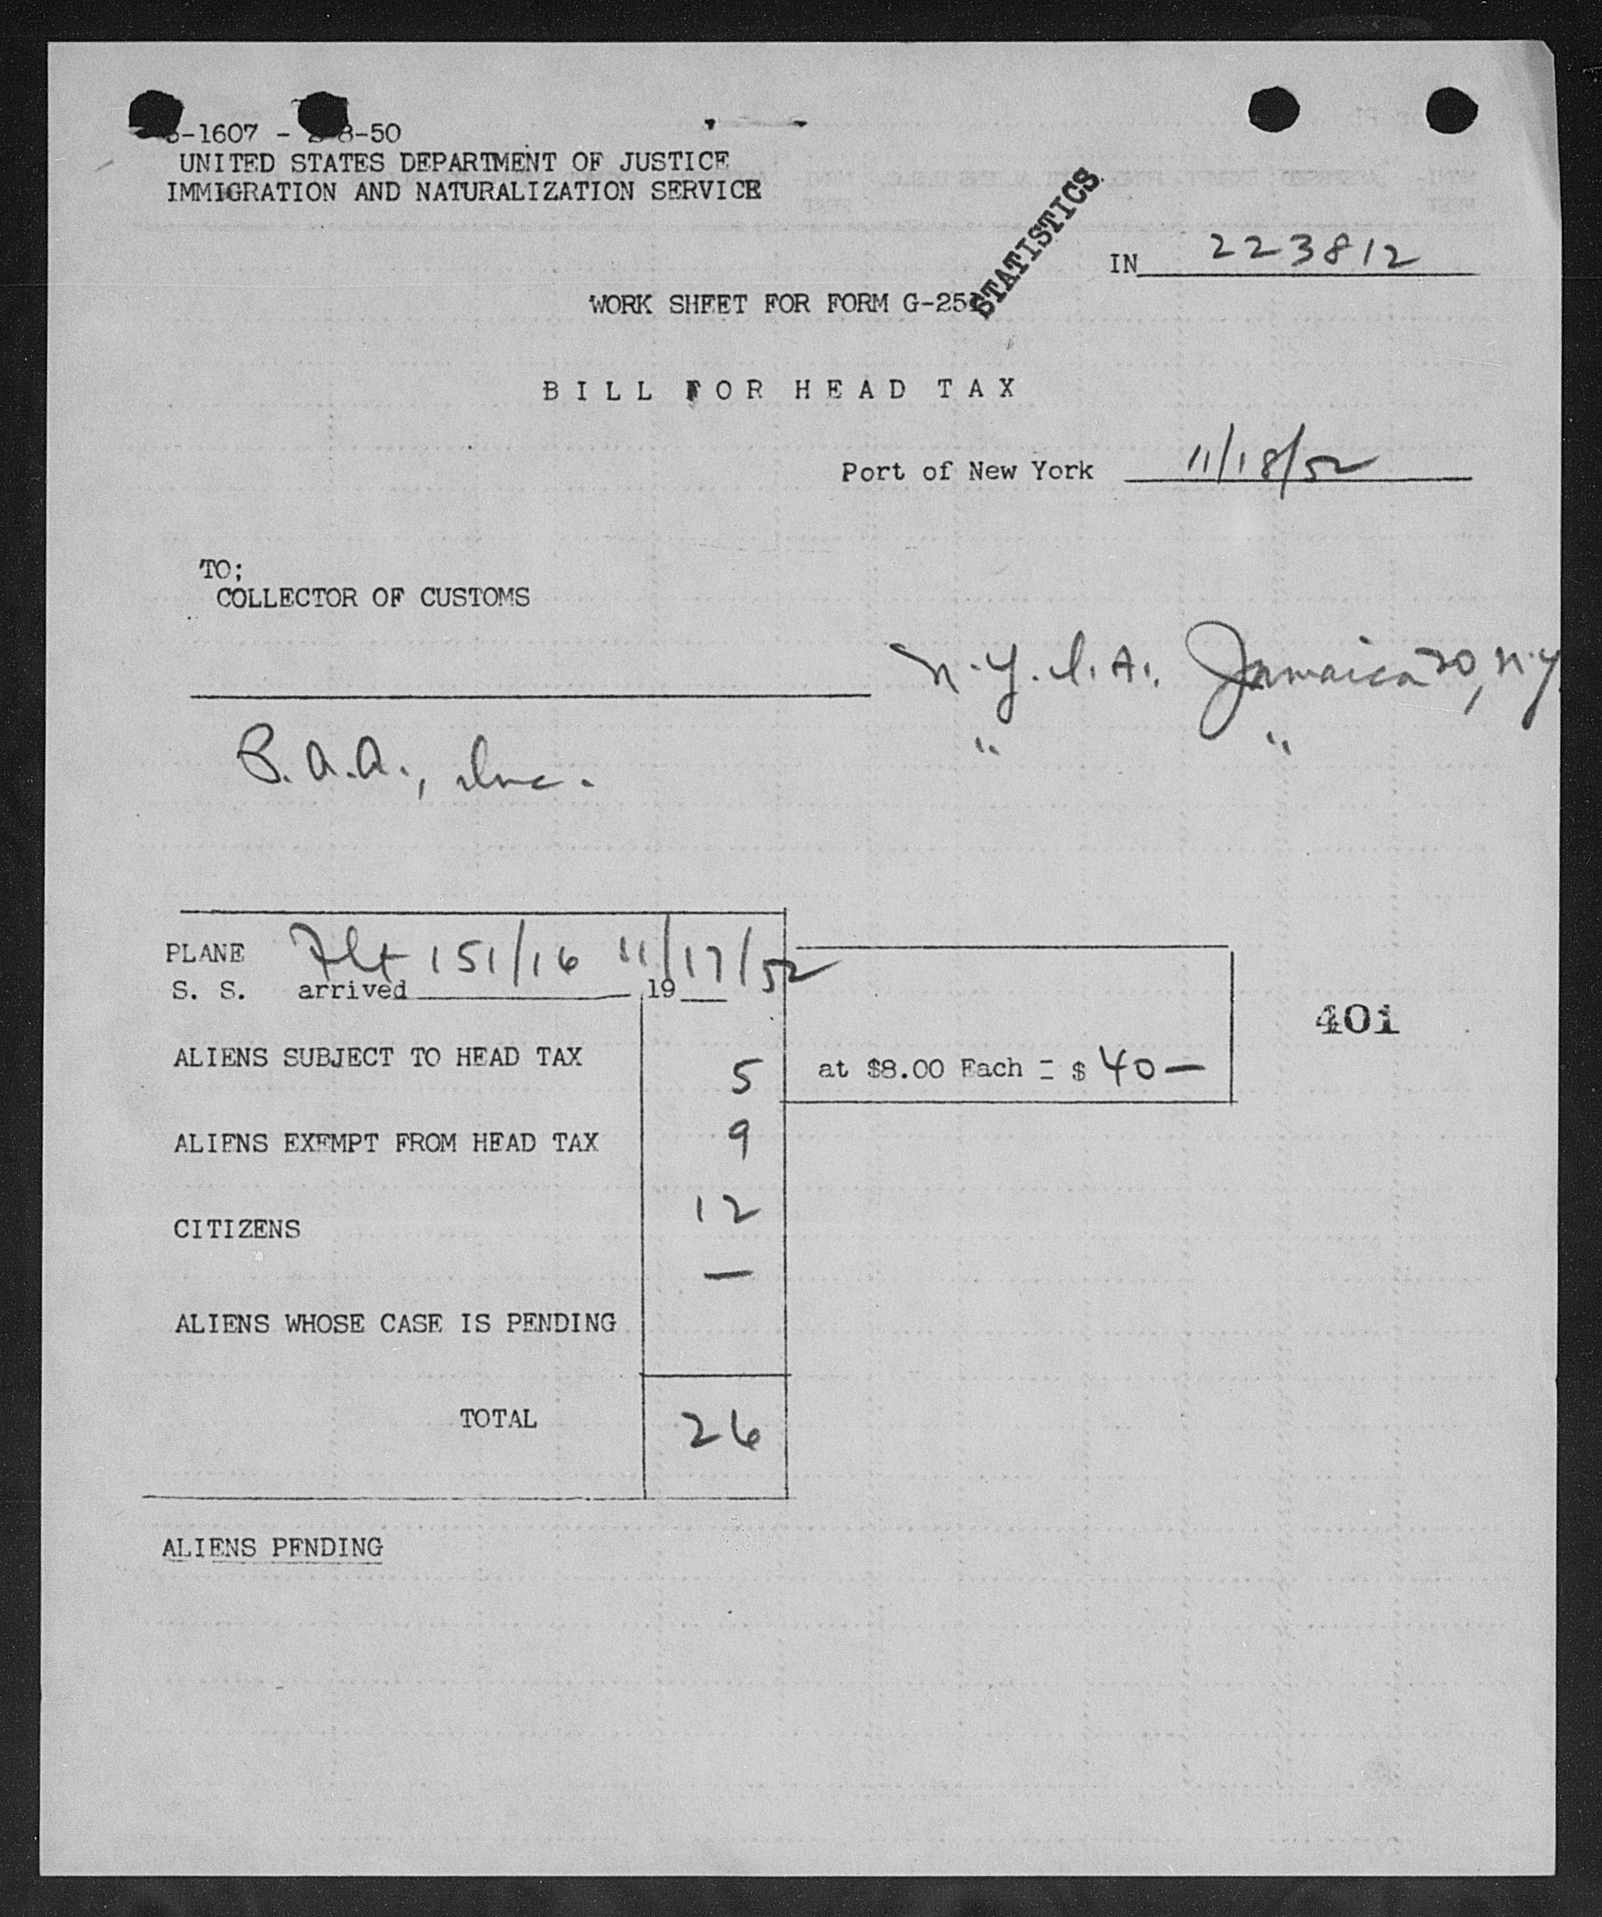 -1607 - 8-50
UNITED STATES DEPARTMENT OF JUSTICE
IMMIGRATION AND NATURALIZATION SERVICE
STATISTICS
IN 223812
WORK SHEET FOR FORM G-25
BILL FOR HEAD TAX
Port of New York 11/18/52
TO;
COLLECTOR OF CUSTOMS
N.Y.I.A., Jamaica 30, N.Y
" "
P.A.A., Inc.
PLANE Flt 151/16 11/17/52
S. S. arrived 19
401
ALIENS SUBJECT TO HEAD TAX 5 at $8.00 Each = $ 40 —
ALIENS EXEMPT FROM HEAD TAX 9
CITIZENS 12
—
ALIENS WHOSE CASE IS PENDING
TOTAL 26
ALIENS PENDING